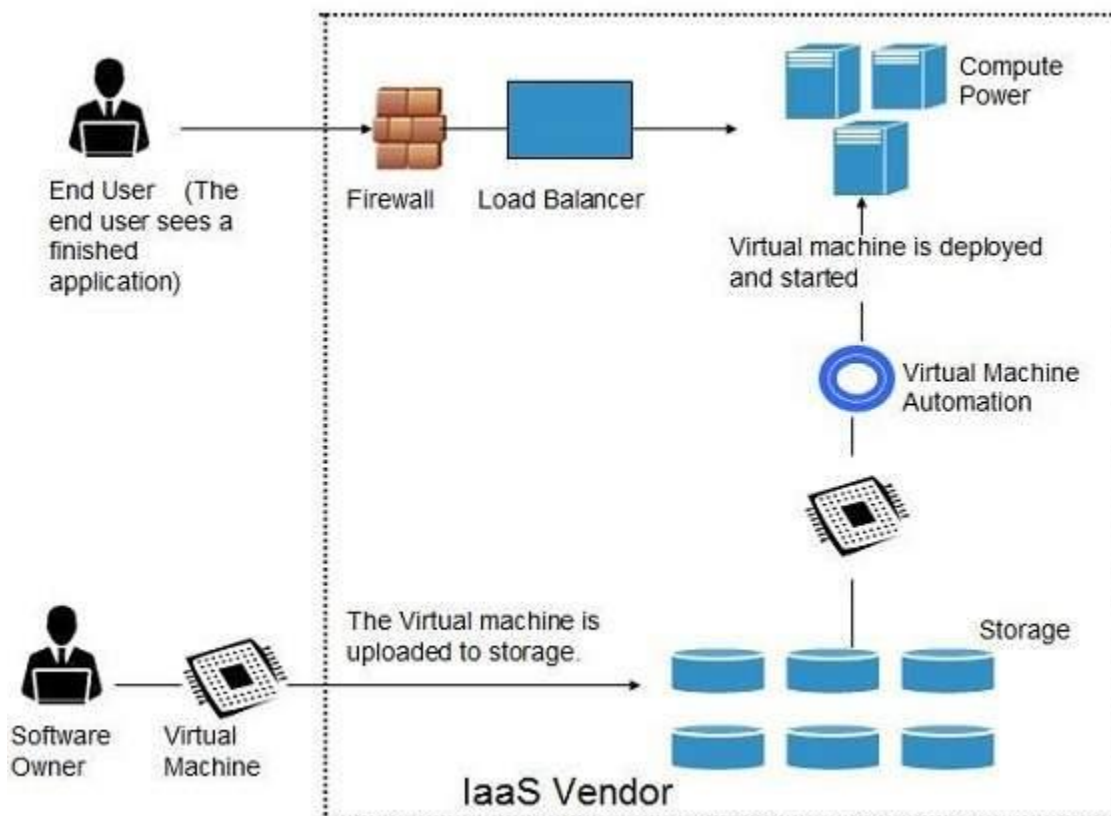 Compute
Power
End User (The
end user sees a
finished
application)
Firewall
Load Balancer
Virtual machine is deployed
and started
Virtual Machine
Automation
The Virtual machine is
uploaded to storage.
Storage
Software
Owner
Virtual
Machine
IaaS Vendor